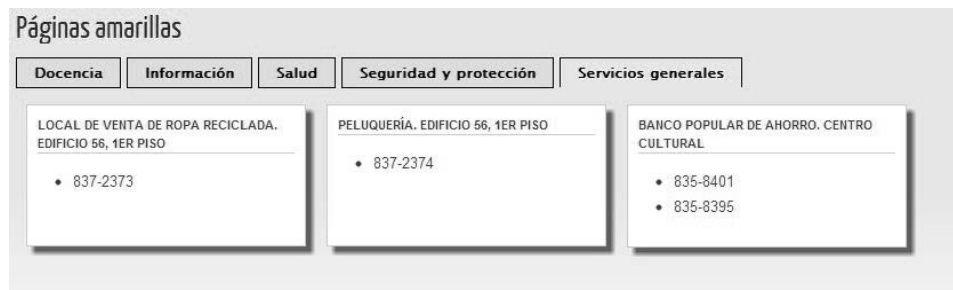 Páginas amarillas
Docencia Información Salud Seguridad y protección Servicios generales
LOCAL DE VENTA DE ROPA RECICLADA.
EDIFICIO 56, 1ER PISO
• 837-2373
PELUQUERÍA. EDIFICIO 56, 1ER PISO
• 837-2374
BANCO POPULAR DE AHORRO. CENTRO
CULTURAL
• 835-8401
• 835-8395